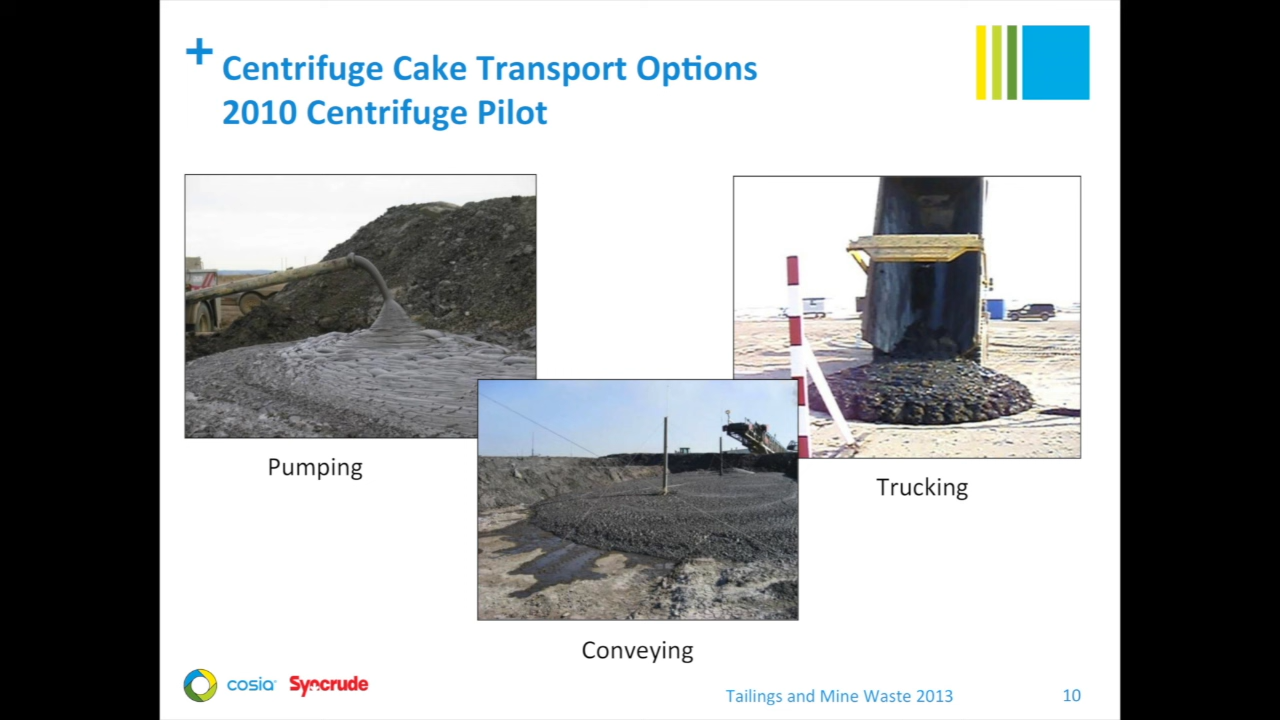 + Centrifuge Cake Transport Options
2010 Centrifuge Pilot
Pumping
Trucking
Conveying
cosia
Syncrude
Tailings and Mine Waste 2013
10